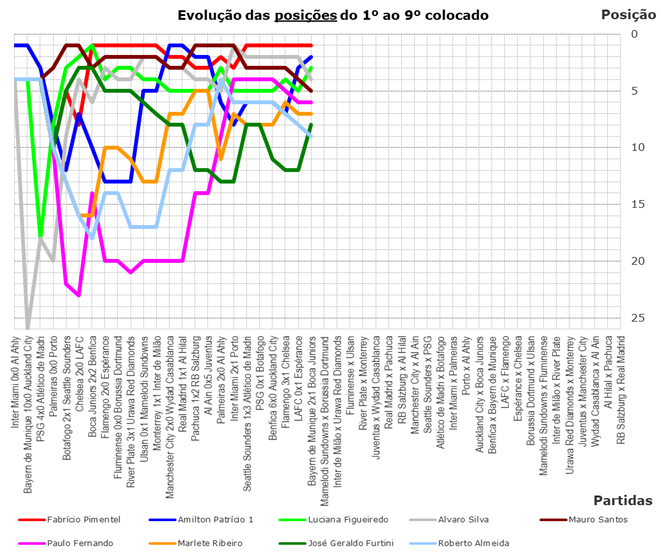 Evolução das posições do 1º ao 9º colocado
Posição
0
5
10
15
20
25
Inter Miami 0x0 Al Ahly
Bayern de Munique 10x0 Auckland City
PSG 4x0 Atlético de Madri
Palmeiras 0x0 Porto
Botafogo 2x1 Seattle Sounders
Chelsea 2x0 LAFC
Boca Juniors 2x2 Benfica
Flamengo 2x0 Espérance
Fluminense 0x0 Borussia Dortmund
River Plate 3x1 Urawa Red Diamonds
Ulsan 0x1 Mamelodi Sundowns
Monterrey 1x1 Inter de Milão
Manchester City 2x0 Wydad Casablanca
Real Madrid 1x1 Al Hilal
Pachuca 1x2 RB Salzburg
Al Ain 0x5 Juventus
Palmeiras 2x0 Al Ahly
Inter Miami 2x1 Porto
Seattle Sounders 1x3 Atlético de Madri
PSG 0x1 Botafogo
Benfica 6x0 Auckland City
Flamengo 3x1 Chelsea
LAFC 0x1 Espérance
Bayern de Munique 2x1 Boca Juniors
Mamelodi Sundowns x Borussia Dortmund
Inter de Milão x Urawa Red Diamonds
Fluminense x Ulsan
River Plate x Monterrey
Juventus x Wydad Casablanca
Real Madrid x Pachuca
RB Salzburg x Al Hilal
Manchester City x Al Ain
Seattle Sounders x PSG
Atlético de Madri x Botafogo
Inter Miami x Palmeiras
Porto x Al Ahly
Auckland City x Boca Juniors
Benfica x Bayern de Munique
LAFC x Flamengo
Espérance x Chelsea
Borussia Dortmund x Ulsan
Mamelodi Sundowns x Fluminense
Inter de Milão x River Plate
Urawa Red Diamonds x Monterrey
Juventus x Manchester City
Wydad Casablanca x Al Ain
Al Hilal x Pachuca
RB Salzburg x Real Madrid
Partidas
Fabrício Pimentel
Amilton Patrício 1
Luciana Figueiredo
Alvaro Silva
Mauro Santos
Paulo Fernando
Marlete Ribeiro
José Geraldo Furtini
Roberto Almeida